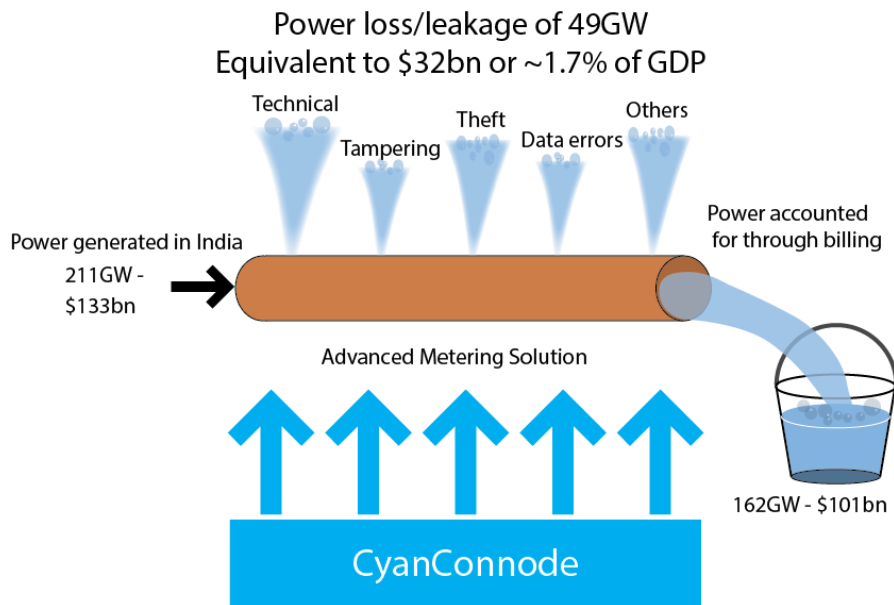 Power loss/leakage of 49GW
Equivalent to $32bn or ~1.7% of GDP
Technical
Tampering
Theft
Data errors
Others
Power generated in India
211GW -
$133bn
Power accounted
for through billing
Advanced Metering Solution
162GW - $101bn
CyanConnode